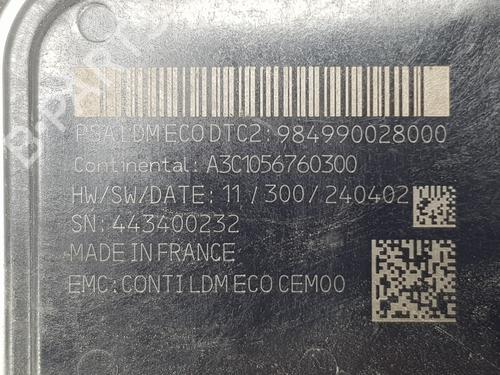 PSA LDM ECO DTC2: 984990028000
Continental: A3C1056760300
HW/SW/DATE: 11/300/240402
SN: 443400232
MADE IN FRANCE
EMC: CONTI LDM ECO CEM00
B-PARTS